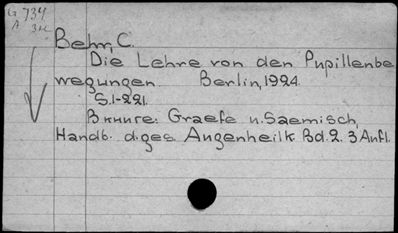 G 734
A 3к
Behr, C.
Die Lehre von den Pupillenbe
wegungen Berlin, 1924.
S.1-221.
В книге: Graefe u. Saemisch,
Handb. d. ges Augenheilk Bd. 2. 3 Aufl.